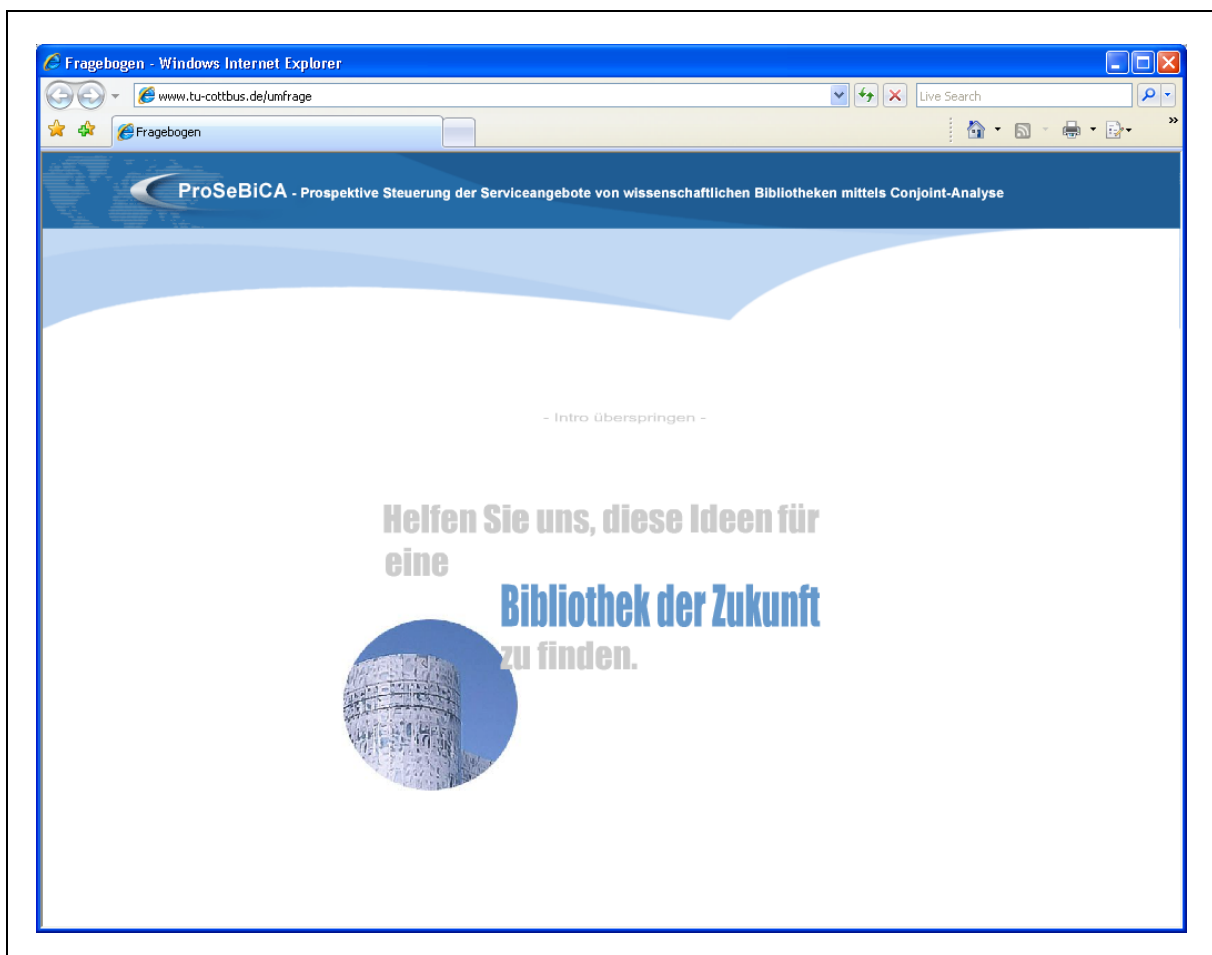 Fragebogen - Windows Internet Explorer
www.tu-cottbus.de/umfrage
Live Search
Fragebogen
ProSeBiCA - Prospektive Steuerung der Serviceangebote von wissenschaftlichen Bibliotheken mittels Conjoint-Analyse
- Intro überspringen -
Helfen Sie uns, diese Ideen für
eine
Bibliothek der Zukunft
zu finden.